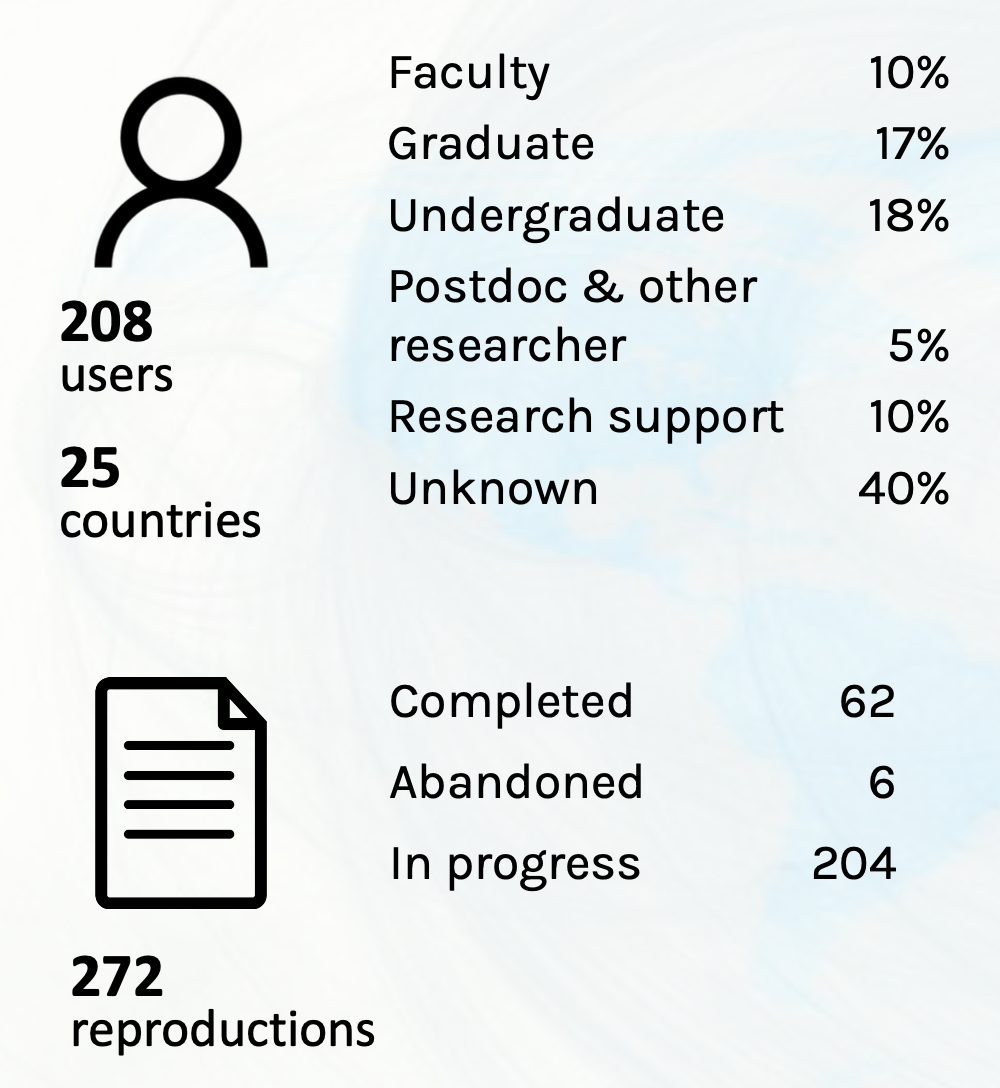 208
users
25
countries
Faculty 10%
Graduate 17%
Undergraduate 18%
Postdoc & other
researcher 5%
Research support 10%
Unknown 40%
272
reproductions
Completed 62
Abandoned 6
In progress 204